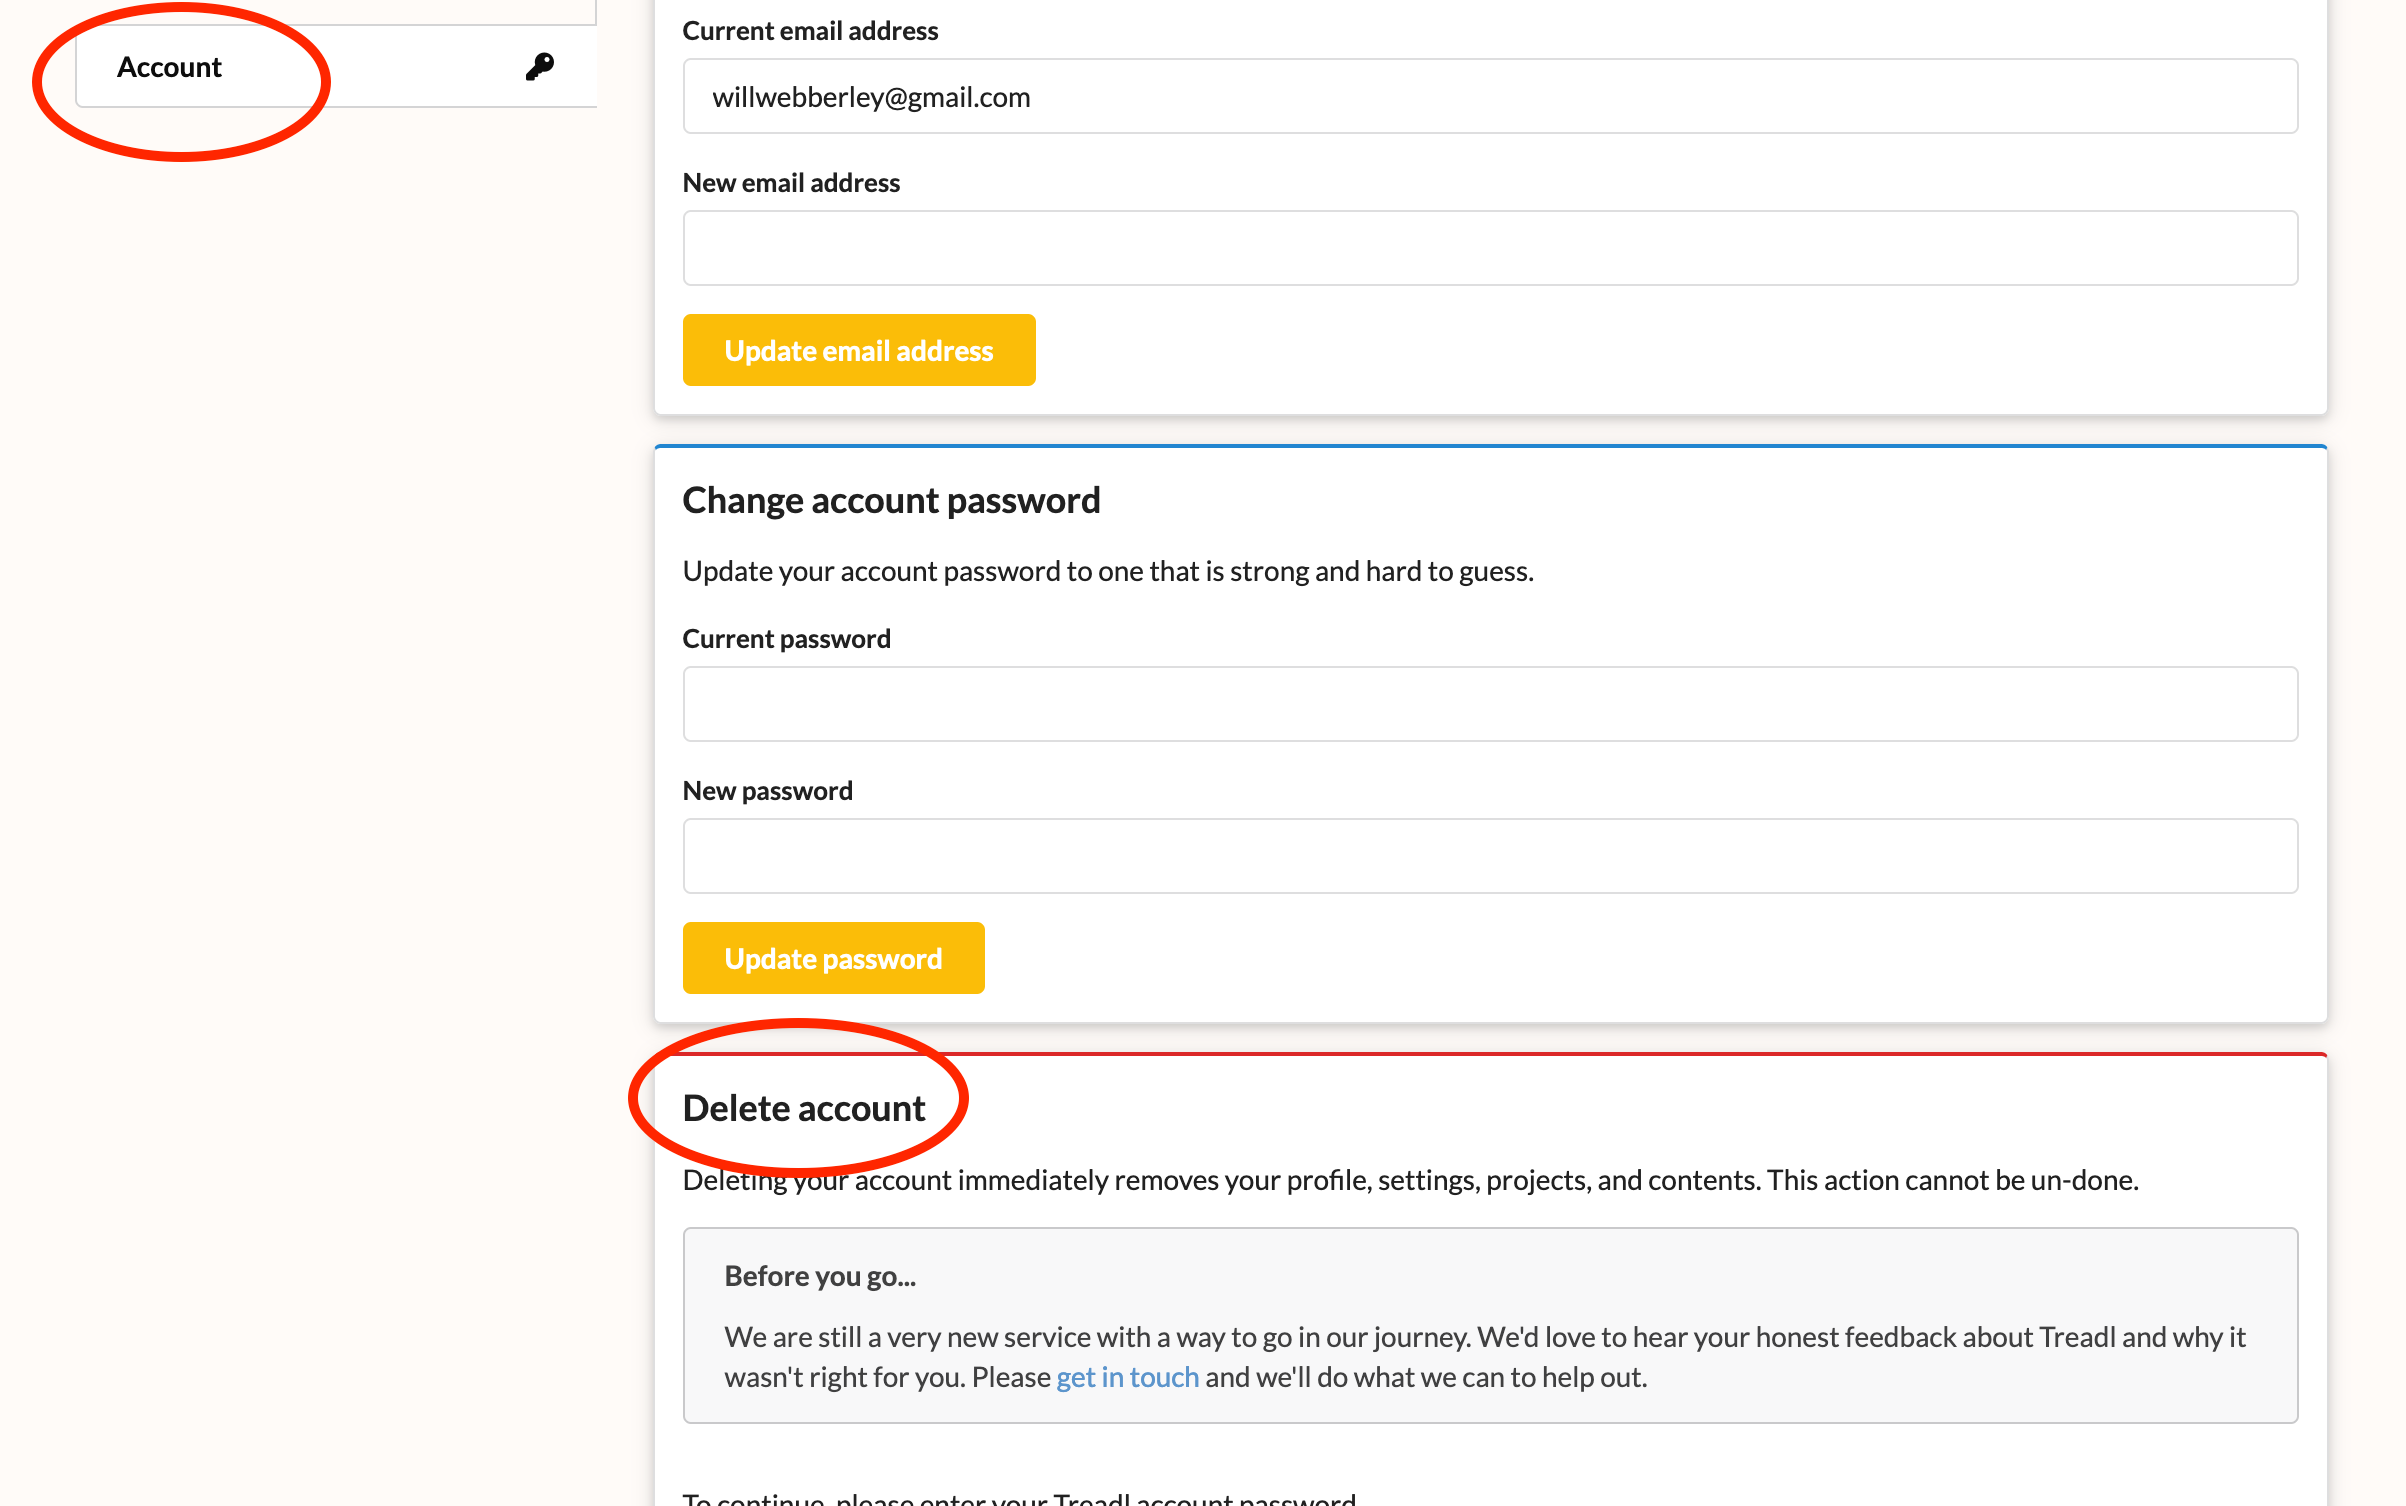 Account
Current email address
willwebberley@gmail.com
New email address
Update email address
Change account password
Update your account password to one that is strong and hard to guess.
Current password
New password
Update password
Delete account
Deleting your account immediately removes your profile, settings, projects, and contents. This action cannot be un-done.
Before you go...
We are still a very new service with a way to go in our journey. We'd love to hear your honest feedback about Treadl and why it
wasn't right for you. Please get in touch and we'll do what we can to help out.
To continue, please enter your Treadl account password